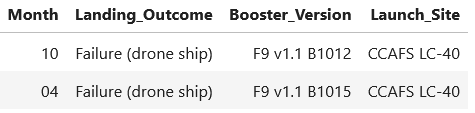 Month Landing_Outcome Booster_Version Launch_Site
10 Failure (drone ship) F9 v1.1 B1012 CCAFS LC-40
04 Failure (drone ship) F9 v1.1 B1015 CCAFS LC-40